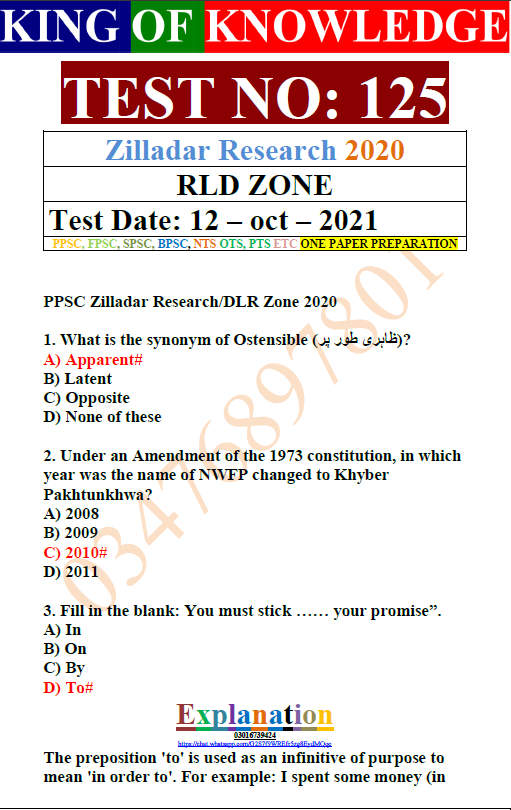 KING OF KNOWLEDGE
TEST NO: 125
Zilladar Research 2020
RLD ZONE
Test Date: 12 – oct – 2021
PPSC, FPSC, SPSC, BPSC, NTS OTS, PTS ETC ONE PAPER PREPARATION
03476897801
PPSC Zilladar Research/DLR Zone 2020
1. What is the synonym of Ostensible (ظاہری طور پر)?
A) Apparent#
B) Latent
C) Opposite
D) None of these
2. Under an Amendment of the 1973 constitution, in which
year was the name of NWFP changed to Khyber
Pakhtunkhwa?
A) 2008
B) 2009
C) 2010#
D) 2011
3. Fill in the blank: You must stick …… your promise”.
A) In
B) On
C) By
D) To#
Explanation
03016739424
The preposition 'to' is used as an infinitive of purpose to
mean 'in order to'. For example: I spent some money (in